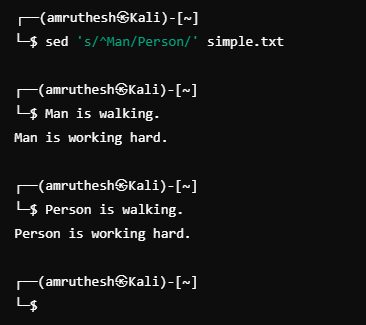 ┌──(amruthesh㉿Kali)-[~]
└─$ sed 's/^Man/Person/' simple.txt
┌──(amruthesh㉿Kali)-[~]
└─$ Man is walking.
Man is working hard.
┌──(amruthesh㉿Kali)-[~]
└─$ Person is walking.
Person is working hard.
┌──(amruthesh㉿Kali)-[~]
└─$